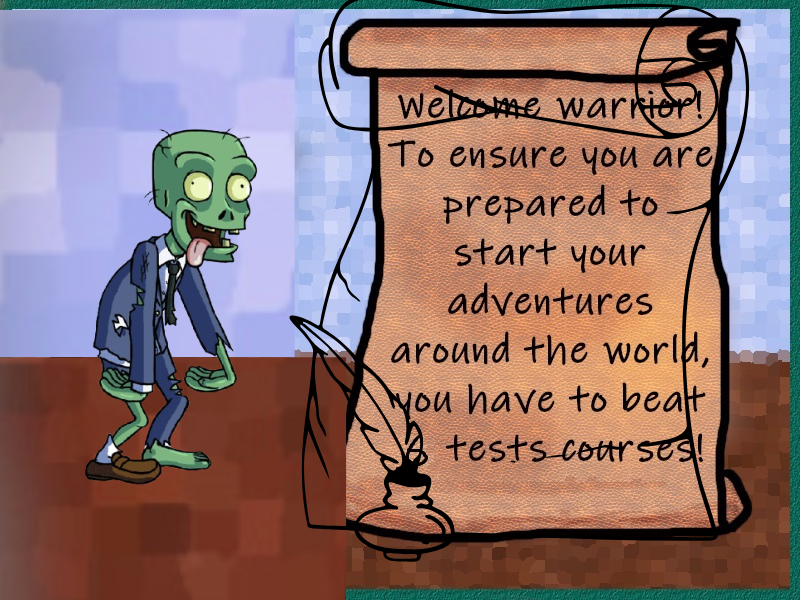 Welcome warrior!
To ensure you are
prepared to
start your
adventures
around the world,
you have to beat
tests courses!